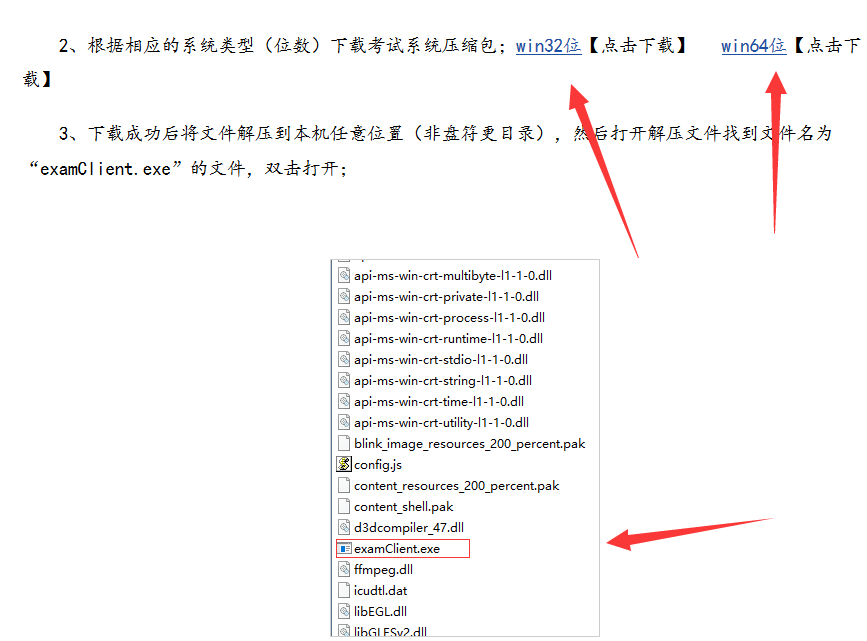 2、根据相应的系统类型（位数）下载考试系统压缩包；win32位【点击下载】 win64位【点击下
载】
3、下载成功后将文件解压到本机任意位置（非盘符更目录），然后打开解压文件找到文件名为
“examClient.exe”的文件，双击打开；
api-ms-win-crt-multibyte-l1-1-0.dll
api-ms-win-crt-private-l1-1-0.dll
api-ms-win-crt-process-l1-1-0.dll
api-ms-win-crt-runtime-l1-1-0.dll
api-ms-win-crt-stdio-l1-1-0.dll
api-ms-win-crt-string-l1-1-0.dll
api-ms-win-crt-time-l1-1-0.dll
api-ms-win-crt-utility-l1-1-0.dll
blink_image_resources_200_percent.pak
config.js
content_resources_200_percent.pak
content_shell.pak
d3dcompiler_47.dll
examClient.exe
ffmpeg.dll
icudtl.dat
libEGL.dll
libGLESv2.dll